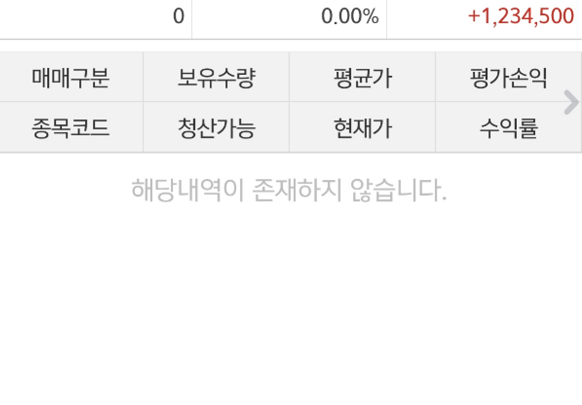 0 0.00% +1,234,500
매매구분 보유수량 평균가 평가손익
종목코드 청산가능 현재가 수익률
해당내역이 존재하지 않습니다.